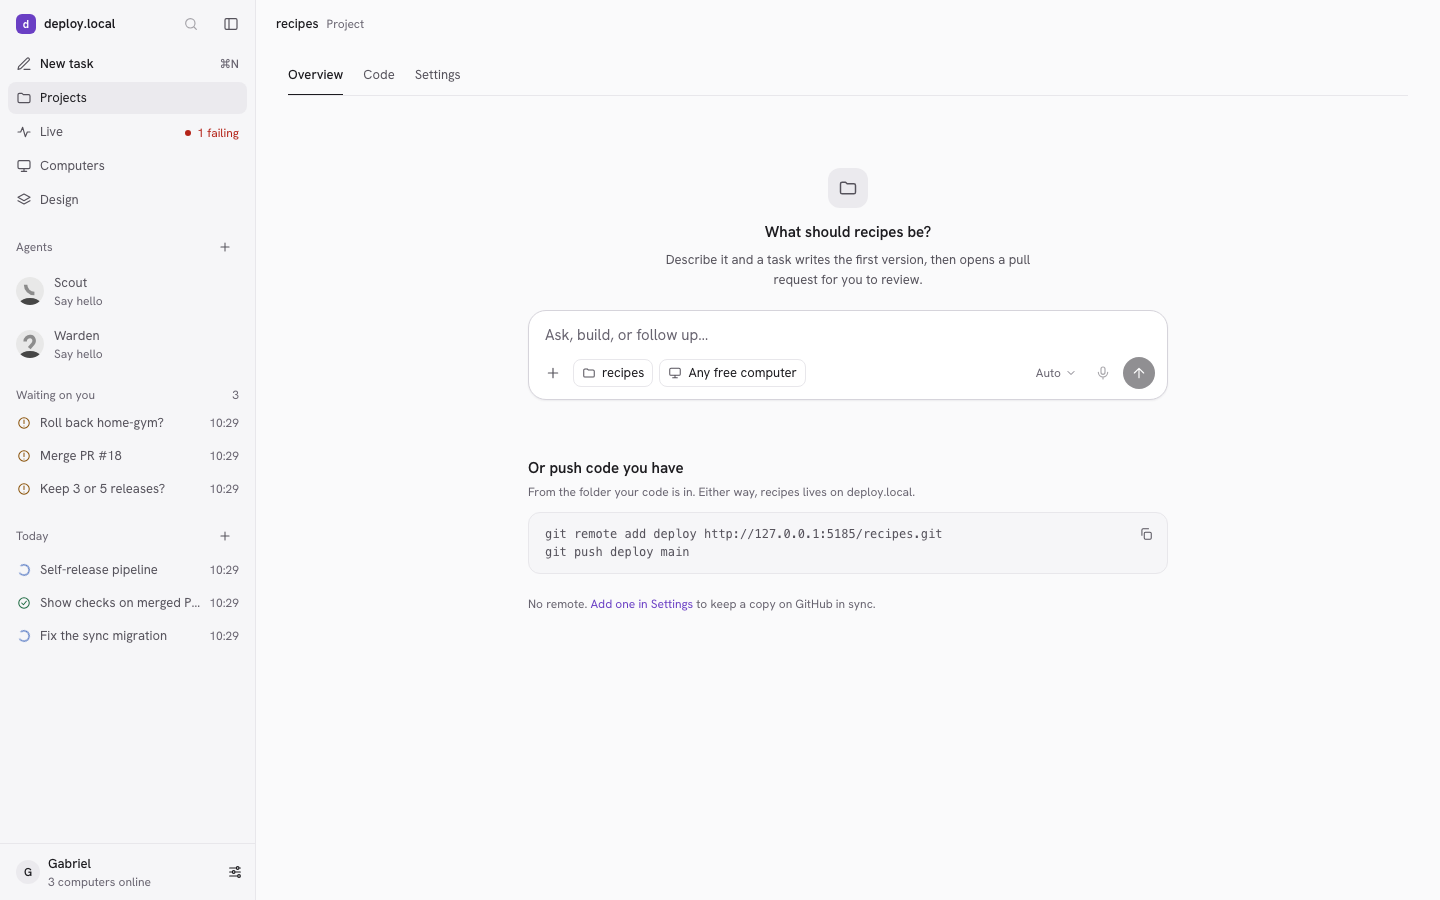 d deploy.local
New task ⌘N
Projects
Live 1 failing
Computers
Design
Agents
Scout
Say hello
Warden
Say hello
Waiting on you 3
Roll back home-gym? 10:29
Merge PR #18 10:29
Keep 3 or 5 releases? 10:29
Today
Self-release pipeline 10:29
Show checks on merged P... 10:29
Fix the sync migration 10:29
G Gabriel
3 computers online
recipes Project
Overview Code Settings
What should recipes be?
Describe it and a task writes the first version, then opens a pull
request for you to review.
Ask, build, or follow up...
recipes Any free computer Auto
Or push code you have
From the folder your code is in. Either way, recipes lives on deploy.local.
git remote add deploy http://127.0.0.1:5185/recipes.git
git push deploy main
No remote. Add one in Settings to keep a copy on GitHub in sync.